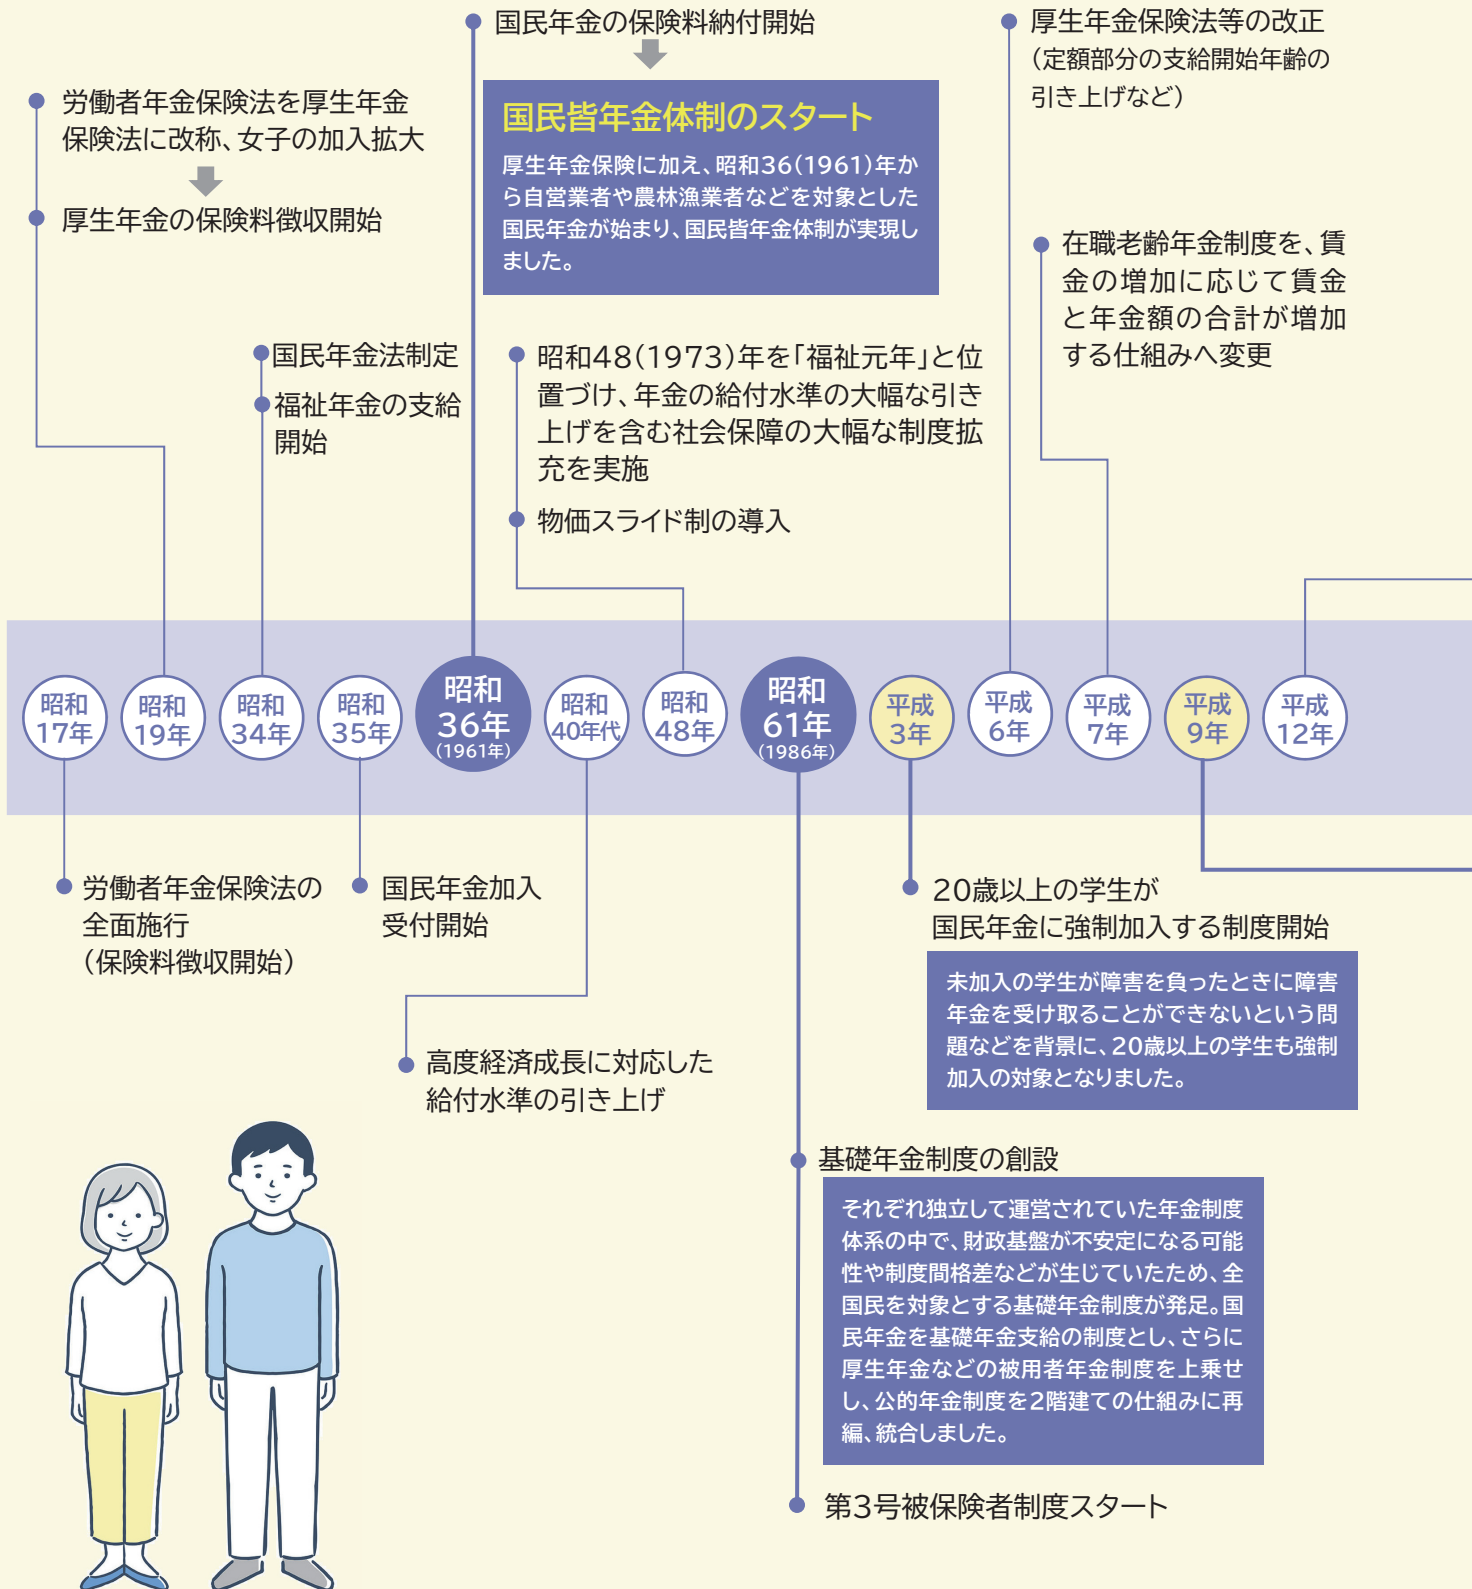 国民年金の保険料納付開始
国民皆年金体制のスタート
厚生年金保険に加え、昭和36(1961)年か
ら自営業者や農林漁業者などを対象とした
国民年金が始まり、国民皆年金体制が実現し
ました。
厚生年金保険法等の改正
（定額部分の支給開始年齢の
引き上げなど）
労働者年金保険法を厚生年金
保険法に改称、女子の加入拡大
厚生年金の保険料徴収開始
在職老齢年金制度を、賃
金の増加に応じて賃金
と年金額の合計が増加
する仕組みへ変更
国民年金法制定
福祉年金の支給
開始
昭和48(1973)年を「福祉元年」と位
置づけ、年金の給付水準の大幅な引き
上げを含む社会保障の大幅な制度拡
充を実施
物価スライド制の導入
昭和
17年
昭和
19年
昭和
34年
昭和
35年
昭和
36年
(1961年)
昭和
40年代
昭和
48年
昭和
61年
(1986年)
平成
3年
平成
6年
平成
7年
平成
9年
平成
12年
労働者年金保険法の
全面施行
（保険料徴収開始）
国民年金加入
受付開始
高度経済成長に対応した
給付水準の引き上げ
20歳以上の学生が
国民年金に強制加入する制度開始
未加入の学生が障害を負ったときに障害
年金を受け取ることができないという問
題などを背景に、20歳以上の学生も強制
加入の対象となりました。
基礎年金制度の創設
それぞれ独立して運営されていた年金制度
体系の中で、財政基盤が不安定になる可能
性や制度間格差などが生じていたため、全
国民を対象とする基礎年金制度が発足。国
民年金を基礎年金支給の制度とし、さらに
厚生年金などの被用者年金制度を上乗せ
し、公的年金制度を2階建ての仕組みに再
編、統合しました。
第3号被保険者制度スタート